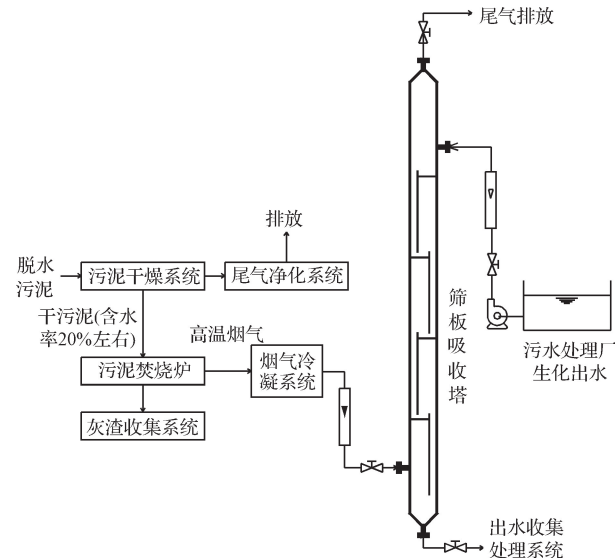 尾气排放
排放
脱水
污泥
污泥干燥系统
尾气净化系统
干污泥(含水
率20%左右)
高温烟气
污泥焚烧炉
烟气冷
凝系统
灰渣收集系统
筛板吸收塔
污水处理厂
生化出水
出水收集
处理系统